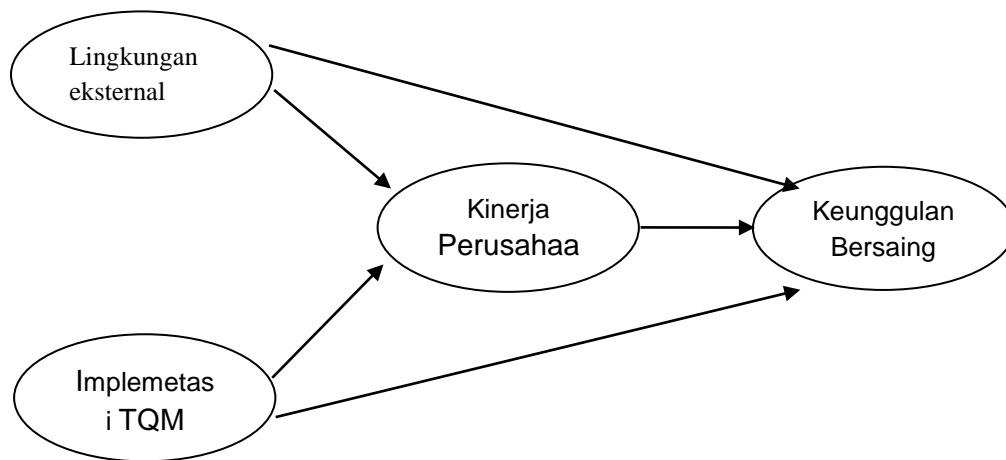 Lingkungan
eksternal
Kinerja
Perusahaa
Keunggulan
Bersaing
Implemetas
i TQM